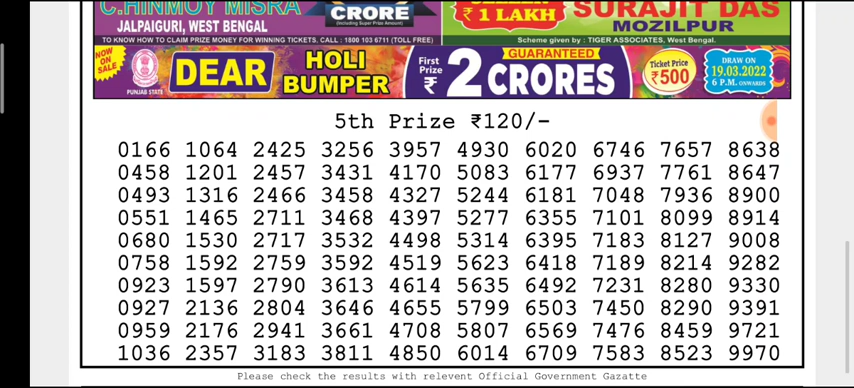 C.HINMOY MISRA
JALPAIGURI, WEST BENGAL
CRORE
(Including Super Prize Amount)
₹ 1 LAKH
SURAJIT DAS
MOZILPUR
TO KNOW HOW TO CLAIM PRIZE MONEY FOR WINNING TICKETS, CALL : 1800 103 6711 (TOLL FREE)
Scheme given by : TIGER ASSOCIATES, West Bengal.
NOW ON SALE
PUNJAB STATE
DEAR
HOLI
BUMPER
First Prize ₹
GUARANTEED
2 CRORES
Ticket Price
₹500
DRAW ON
19.03.2022
6 P.M. ONWARDS
5th Prize ₹120/-
0166 1064 2425 3256 3957 4930 6020 6746 7657 8638
0458 1201 2457 3431 4170 5083 6177 6937 7761 8647
0493 1316 2466 3458 4327 5244 6181 7048 7936 8900
0551 1465 2711 3468 4397 5277 6355 7101 8099 8914
0680 1530 2717 3532 4498 5314 6395 7183 8127 9008
0758 1592 2759 3592 4519 5623 6418 7189 8214 9282
0923 1597 2790 3613 4614 5635 6492 7231 8280 9330
0927 2136 2804 3646 4655 5799 6503 7450 8290 9391
0959 2176 2941 3661 4708 5807 6569 7476 8459 9721
1036 2357 3183 3811 4850 6014 6709 7583 8523 9970
Please check the results with relevent Official Government Gazatte